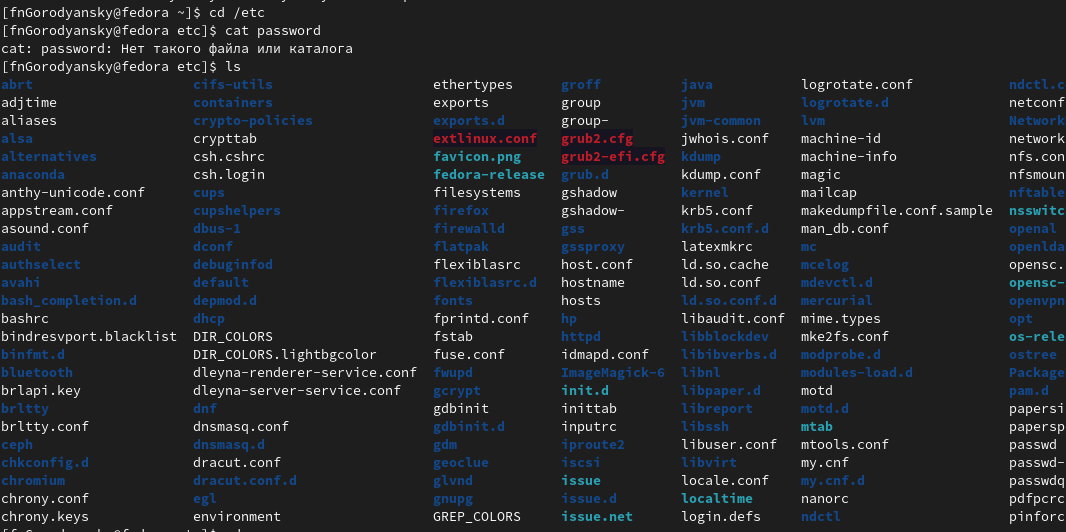 [fnGorodyansky@fedora ~]$ cd /etc
[fnGorodyansky@fedora etc]$ cat password
cat: password: Нет такого файла или каталога
[fnGorodyansky@fedora etc]$ ls
abrt cifs-utils ethertypes groff java logrotate.conf ndctl.c
adjtime containers exports group jvm logrotate.d netconf
aliases crypto-policies exports.d group- jvm-common lvm Network
alsa crypttab extlinux.conf grub2.cfg jwhois.conf machine-id network
alternatives csh.cshrc favicon.png grub2-efi.cfg kdump machine-info nfs.con
anaconda csh.login fedora-release grub.d kdump.conf magic nfsmoun
anthy-unicode.conf cups filesystems gshadow kernel mailcap nftable
appstream.conf cupshelpers firefox gshadow- krb5.conf makedumpfile.conf.sample nsswitc
asound.conf dbus-1 firewalld gss krb5.conf.d man_db.conf openal
audit dconf flatpak gssproxy latexmkrc mc openlda
authselect debuginfod flexiblasrc host.conf ld.so.cache mcelog opensc.
avahi default flexiblasrc.d hostname ld.so.conf mdevctl.d opensc-
bash_completion.d depmod.d fonts hosts ld.so.conf.d mercurial openvpn
bashrc dhcp fprintd.conf hp libaudit.conf mime.types opt
bindresvport.blacklist DIR_COLORS fstab httpd libblockdev mke2fs.conf os-rele
binfmt.d DIR_COLORS.lightbgcolor fuse.conf idmapd.conf libibverbs.d modprobe.d ostree
bluetooth dleyna-renderer-service.conf fwupd ImageMagick-6 libnl modules-load.d Package
brlapi.key dleyna-server-service.conf gcrypt init.d libpaper.d motd pam.d
brltty dnf gdbinit inittab libreport motd.d papersi
brltty.conf dnsmasq.conf gdbinit.d inputrc libssh mtab papersp
ceph dnsmasq.d gdm iproute2 libuser.conf mtools.conf passwd
chkconfig.d dracut.conf geoclue iscsi libvirt my.cnf passwd-
chromium dracut.conf.d glvnd issue locale.conf my.cnf.d passwdq
chrony.conf egl gnupg issue.d localtime nanorc pdfpcrc
chrony.keys environment GREP_COLORS issue.net login.defs ndctl pinforc